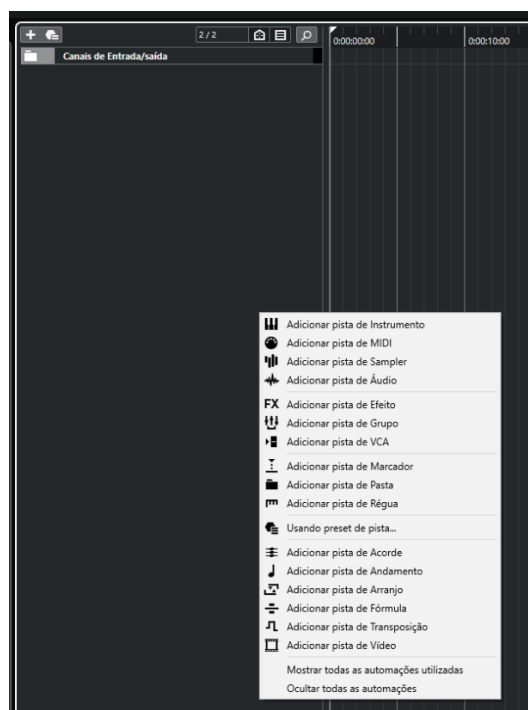 2 / 2
0:00:00:00
0:00:10:00
Canais de Entrada/saída
Adicionar pista de Instrumento
Adicionar pista de MIDI
Adicionar pista de Sampler
Adicionar pista de Áudio
FX Adicionar pista de Efeito
Adicionar pista de Grupo
Adicionar pista de VCA
Adicionar pista de Marcador
Adicionar pista de Pasta
Adicionar pista de Régua
Usando preset de pista...
Adicionar pista de Acorde
Adicionar pista de Andamento
Adicionar pista de Arranjo
Adicionar pista de Fórmula
Adicionar pista de Transposição
Adicionar pista de Vídeo
Mostrar todas as automações utilizadas
Ocultar todas as automações